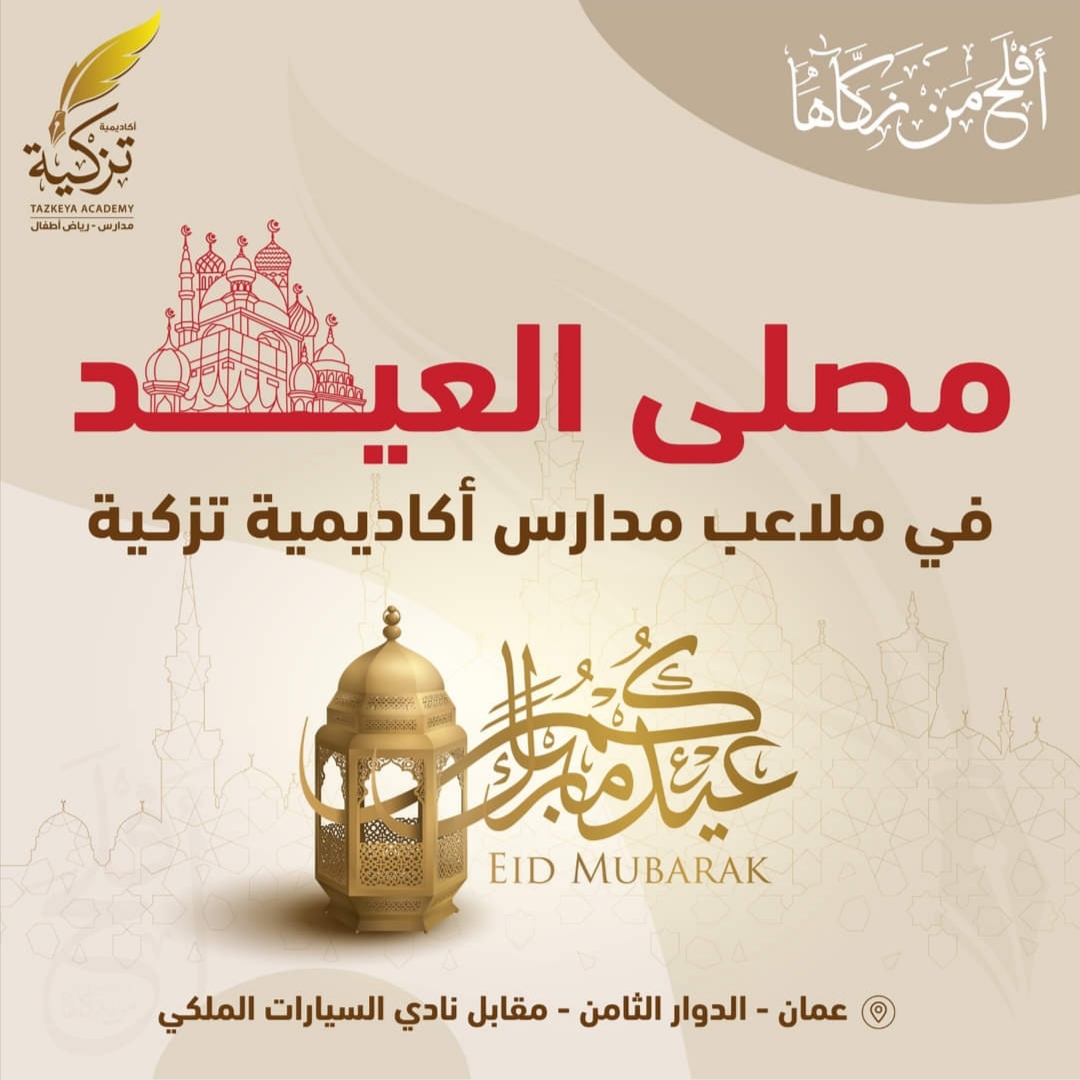 أفلح من زكاها
أكاديمية
تزكية
TAZKEYA ACADEMY
مدارس - رياض أطفال
مصلى العيـــد
في ملاعب مدارس أكاديمية تزكية
عيدكم مبارك
EID MUBARAK
عمان - الدوار الثامن - مقابل نادي السيارات الملكي